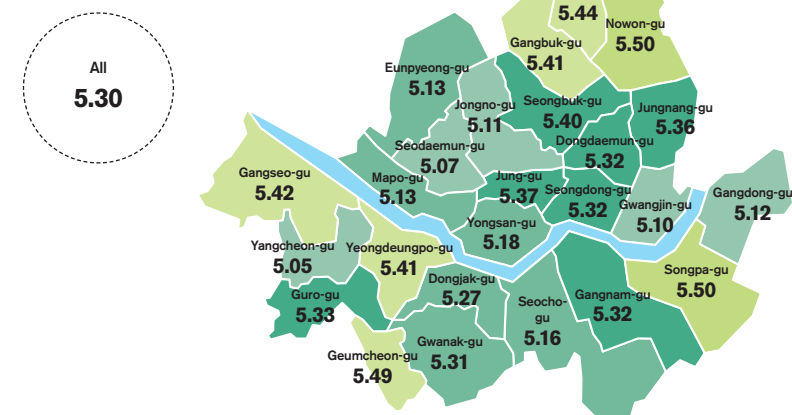 All
5.30
5.44
Nowon-gu
5.50
Gangbuk-gu
5.41
Eunpyeong-gu
5.13
Jongno-gu
5.11
Seongbuk-gu
5.40
Jungnang-gu
5.36
Dongdaemun-gu
5.32
Seodaemun-gu
5.07
Mapo-gu
5.13
Jung-gu
5.37
Seongdong-gu
5.32
Gwangjin-gu
5.10
Gangdong-gu
5.12
Gangseo-gu
5.42
Yongsan-gu
5.18
Yangcheon-gu
5.05
Yeongdeungpo-gu
5.41
Dongjak-gu
5.27
Songpa-gu
5.50
Guro-gu
5.33
Seocho-
gu
5.16
Gangnam-gu
5.32
Gwanak-gu
5.31
Geumcheon-gu
5.49